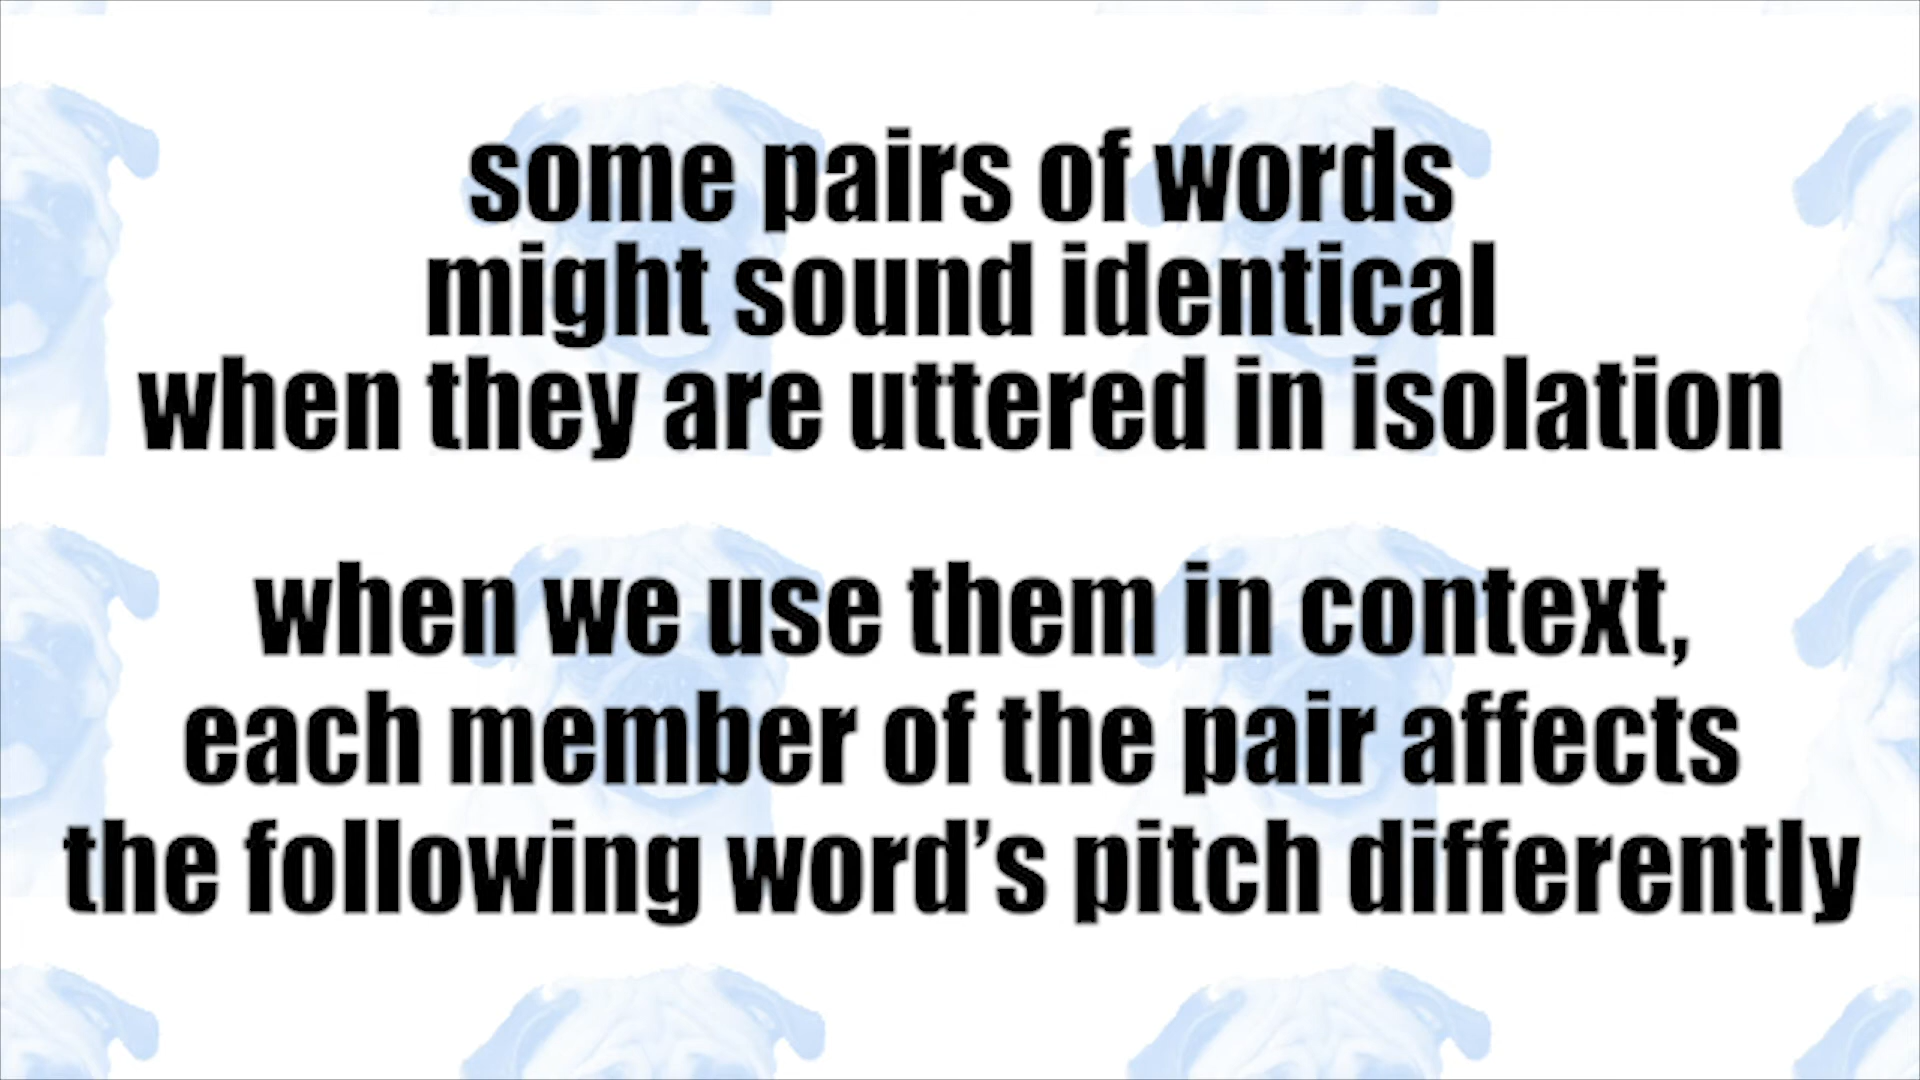 some pairs of words
might sound identical
when they are uttered in isolation
when we use them in context,
each member of the pair affects
the following word’s pitch differently